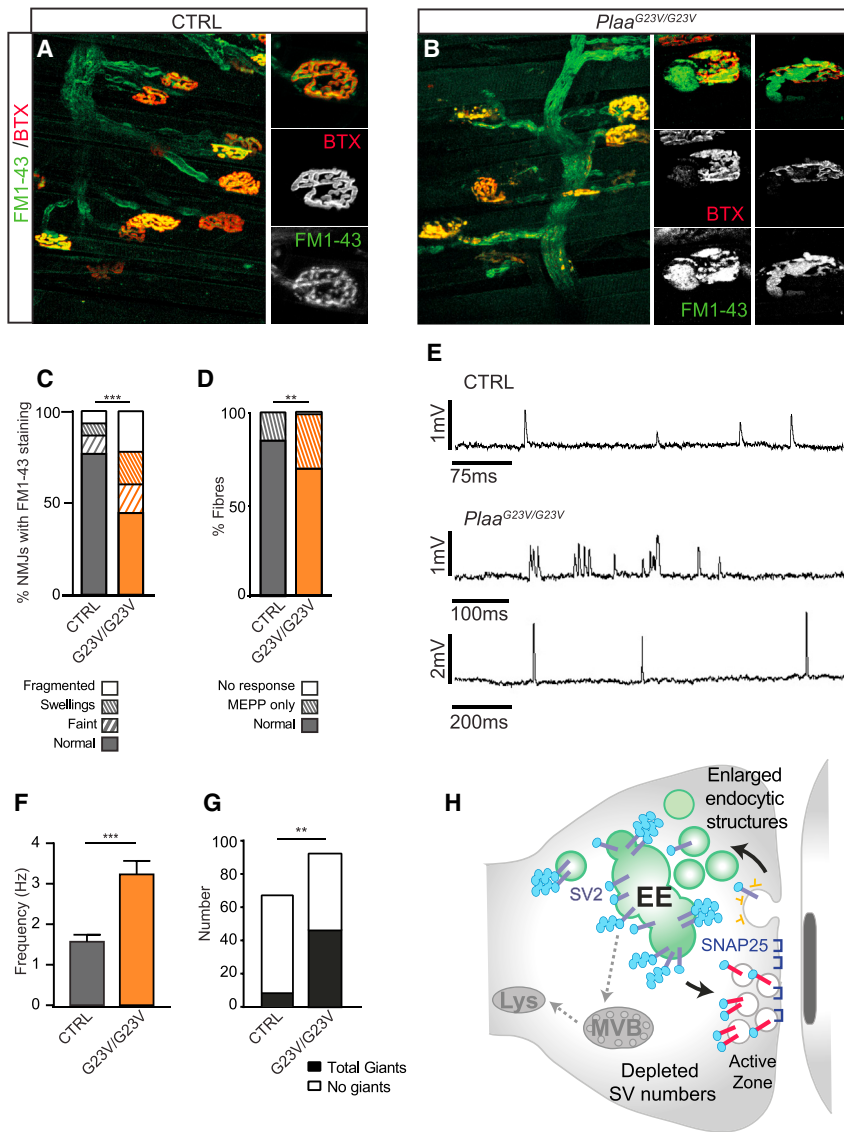 CTRL
Plaa^G23V/G23V
A
B
FM1-43 /BTX
BTX
FM1-43
BTX
FM1-43
C
D
E
***
100
50
0
% NMJs with FM1-43 staining
CTRL
G23V/G23V
Fragmented
Swellings
Faint
Normal
**
100
50
0
% Fibres
CTRL
G23V/G23V
No response
MEPP only
Normal
CTRL
1mV
75ms
Plaa^G23V/G23V
1mV
100ms
2mV
200ms
F
G
H
***
4
3
2
1
0
Frequency (Hz)
CTRL
G23V/G23V
**
100
80
60
40
20
0
Number
CTRL
G23V/G23V
Total Giants
No giants
Enlarged
endocytic
structures
SV2
EE
SNAP25
Lys
MVB
Depleted
SV numbers
Active
Zone